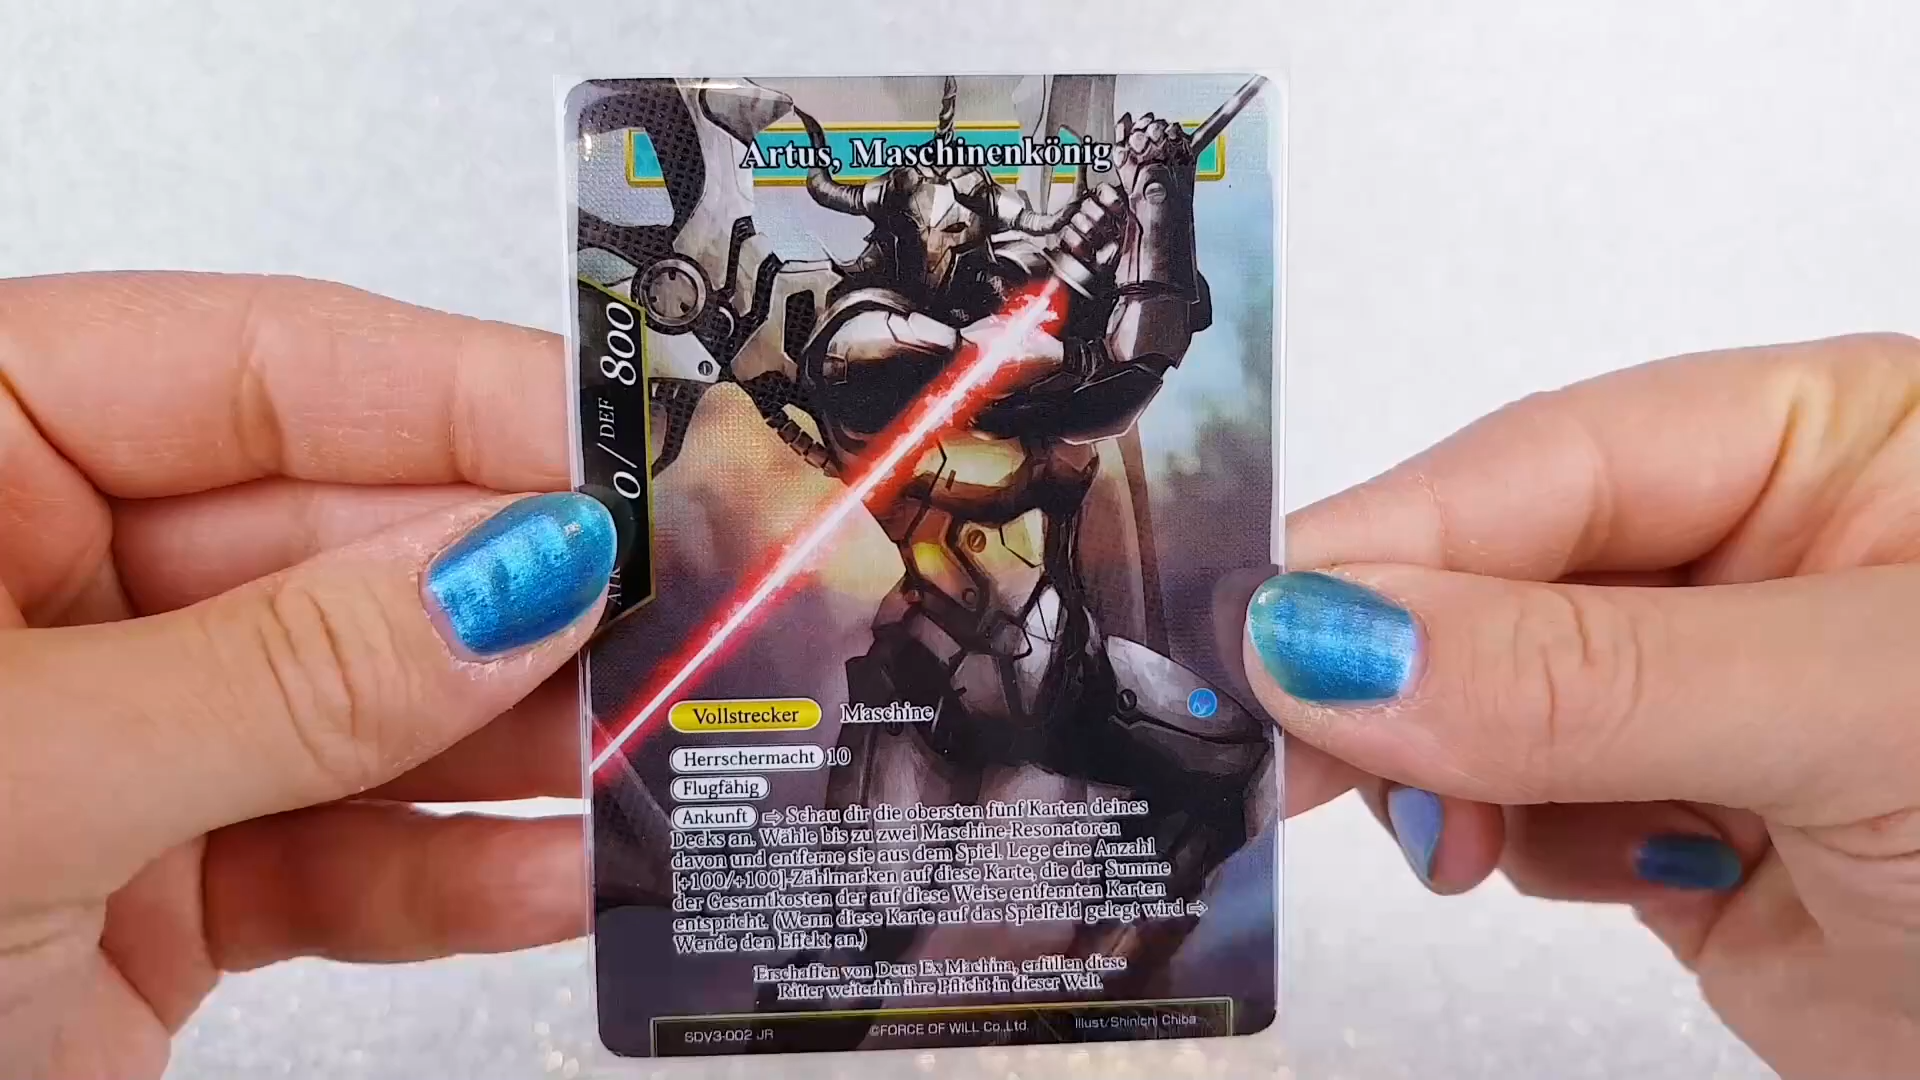 Artus, Maschinenkönig
0 / DEF 800
Vollstrecker Maschine
Herrschermacht 10
Flugfähig
Ankunft ⇨ Schau dir die obersten fünf Karten deines
Decks an. Wähle bis zu zwei Maschine-Resonatoren
davon und entferne sie aus dem Spiel. Lege eine Anzahl
[+100/+100]-Zählmarken auf diese Karte, die der Summe
der Gesamtkosten der auf diese Weise entfernten Karten
entspricht. (Wenn diese Karte auf das Spielfeld gelegt wird ⇨
Wende den Effekt an.)
Erschaffen von Deus Ex Machina, erfüllen diese
Ritter weiterhin ihre Pflicht in dieser Welt.
SDV3-002 JR ©FORCE OF WILL Co.,Ltd. Illust/Shinichi Chiba